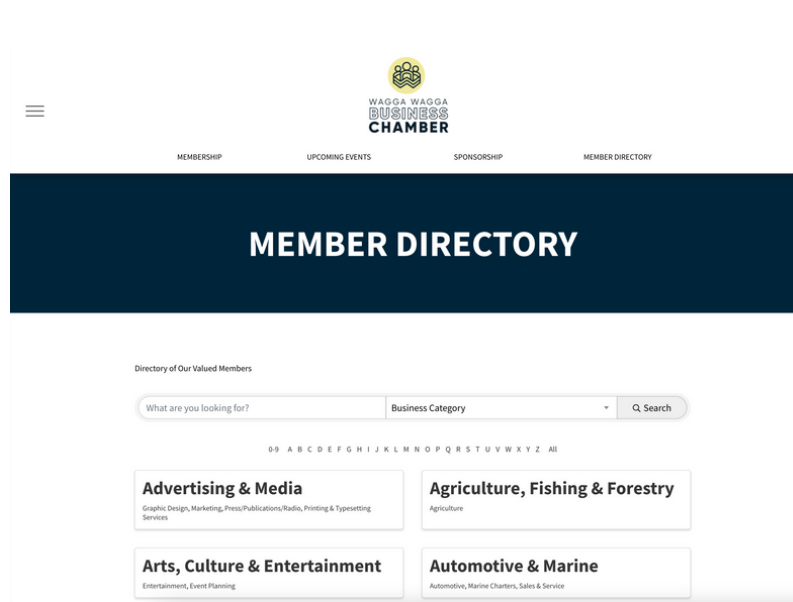 WAGGA WAGGA
BUSINESS
CHAMBER
MEMBERSHIP
UPCOMING EVENTS
SPONSORSHIP
MEMBER DIRECTORY
MEMBER DIRECTORY
Directory of Our Valued Members
What are you looking for?
Business Category
Search
0-9 A B C D E F G H I J K L M N O P Q R S T U V W X Y Z All
Advertising & Media
Graphic Design, Marketing, Press/Publications/Radio, Printing & Typesetting
Services
Agriculture, Fishing & Forestry
Agriculture
Arts, Culture & Entertainment
Entertainment, Event Planning
Automotive & Marine
Automotive, Marine Charters, Sales & Service